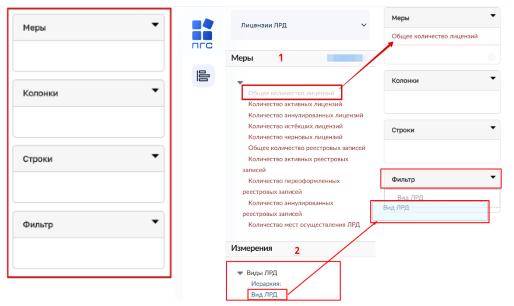 Меры
Колонки
Строки
Фильтр
пгс
Лицензии ЛРД
Меры 1
Общее количество лицензий
Количество активных лицензий
Количество аннулированных лицензий
Количество истёкших лицензий
Количество черновых лицензий
Общее количество реестровых записей
Количество активных реестровых
записей
Количество переоформленных
реестровых записей
Количество аннулированных
реестровых записей
Количество мест осуществления ЛРД
Измерения 2
Виды ЛРД
Иерархия:
Вид ЛРД
Меры
Общее количество лицензий
Колонки
Строки
Фильтр
Вид ЛРД
Вид ЛРД